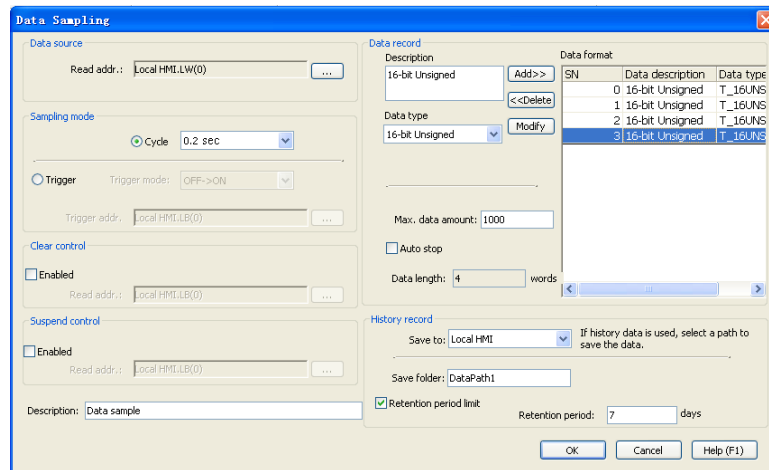 Data Sampling
Data source
Read addr.: Local HMI.LW(0) ...
Sampling mode
Cycle 0.2 sec
Trigger Trigger mode: OFF->ON
Trigger addr. Local HMI.LB(0) ...
Clear control
Enabled
Read addr.: Local HMI.LB(0) ...
Suspend control
Enabled
Read addr.: Local HMI.LB(0) ...
Description: Data sample
Data record
Description
16-bit Unsigned
Add>>
<<Delete
Data type
16-bit Unsigned
Modify
Max. data amount: 1000
Auto stop
Data length: 4 words
Data format
SN Data description Data type
0 16-bit Unsigned T_16UNS
1 16-bit Unsigned T_16UNS
2 16-bit Unsigned T_16UNS
3 16-bit Unsigned T_16UNS
History record
Save to: Local HMI
If history data is used, select a path to
save the data.
Save folder: DataPath1
Retention period limit
Retention period: 7 days
OK Cancel Help (F1)